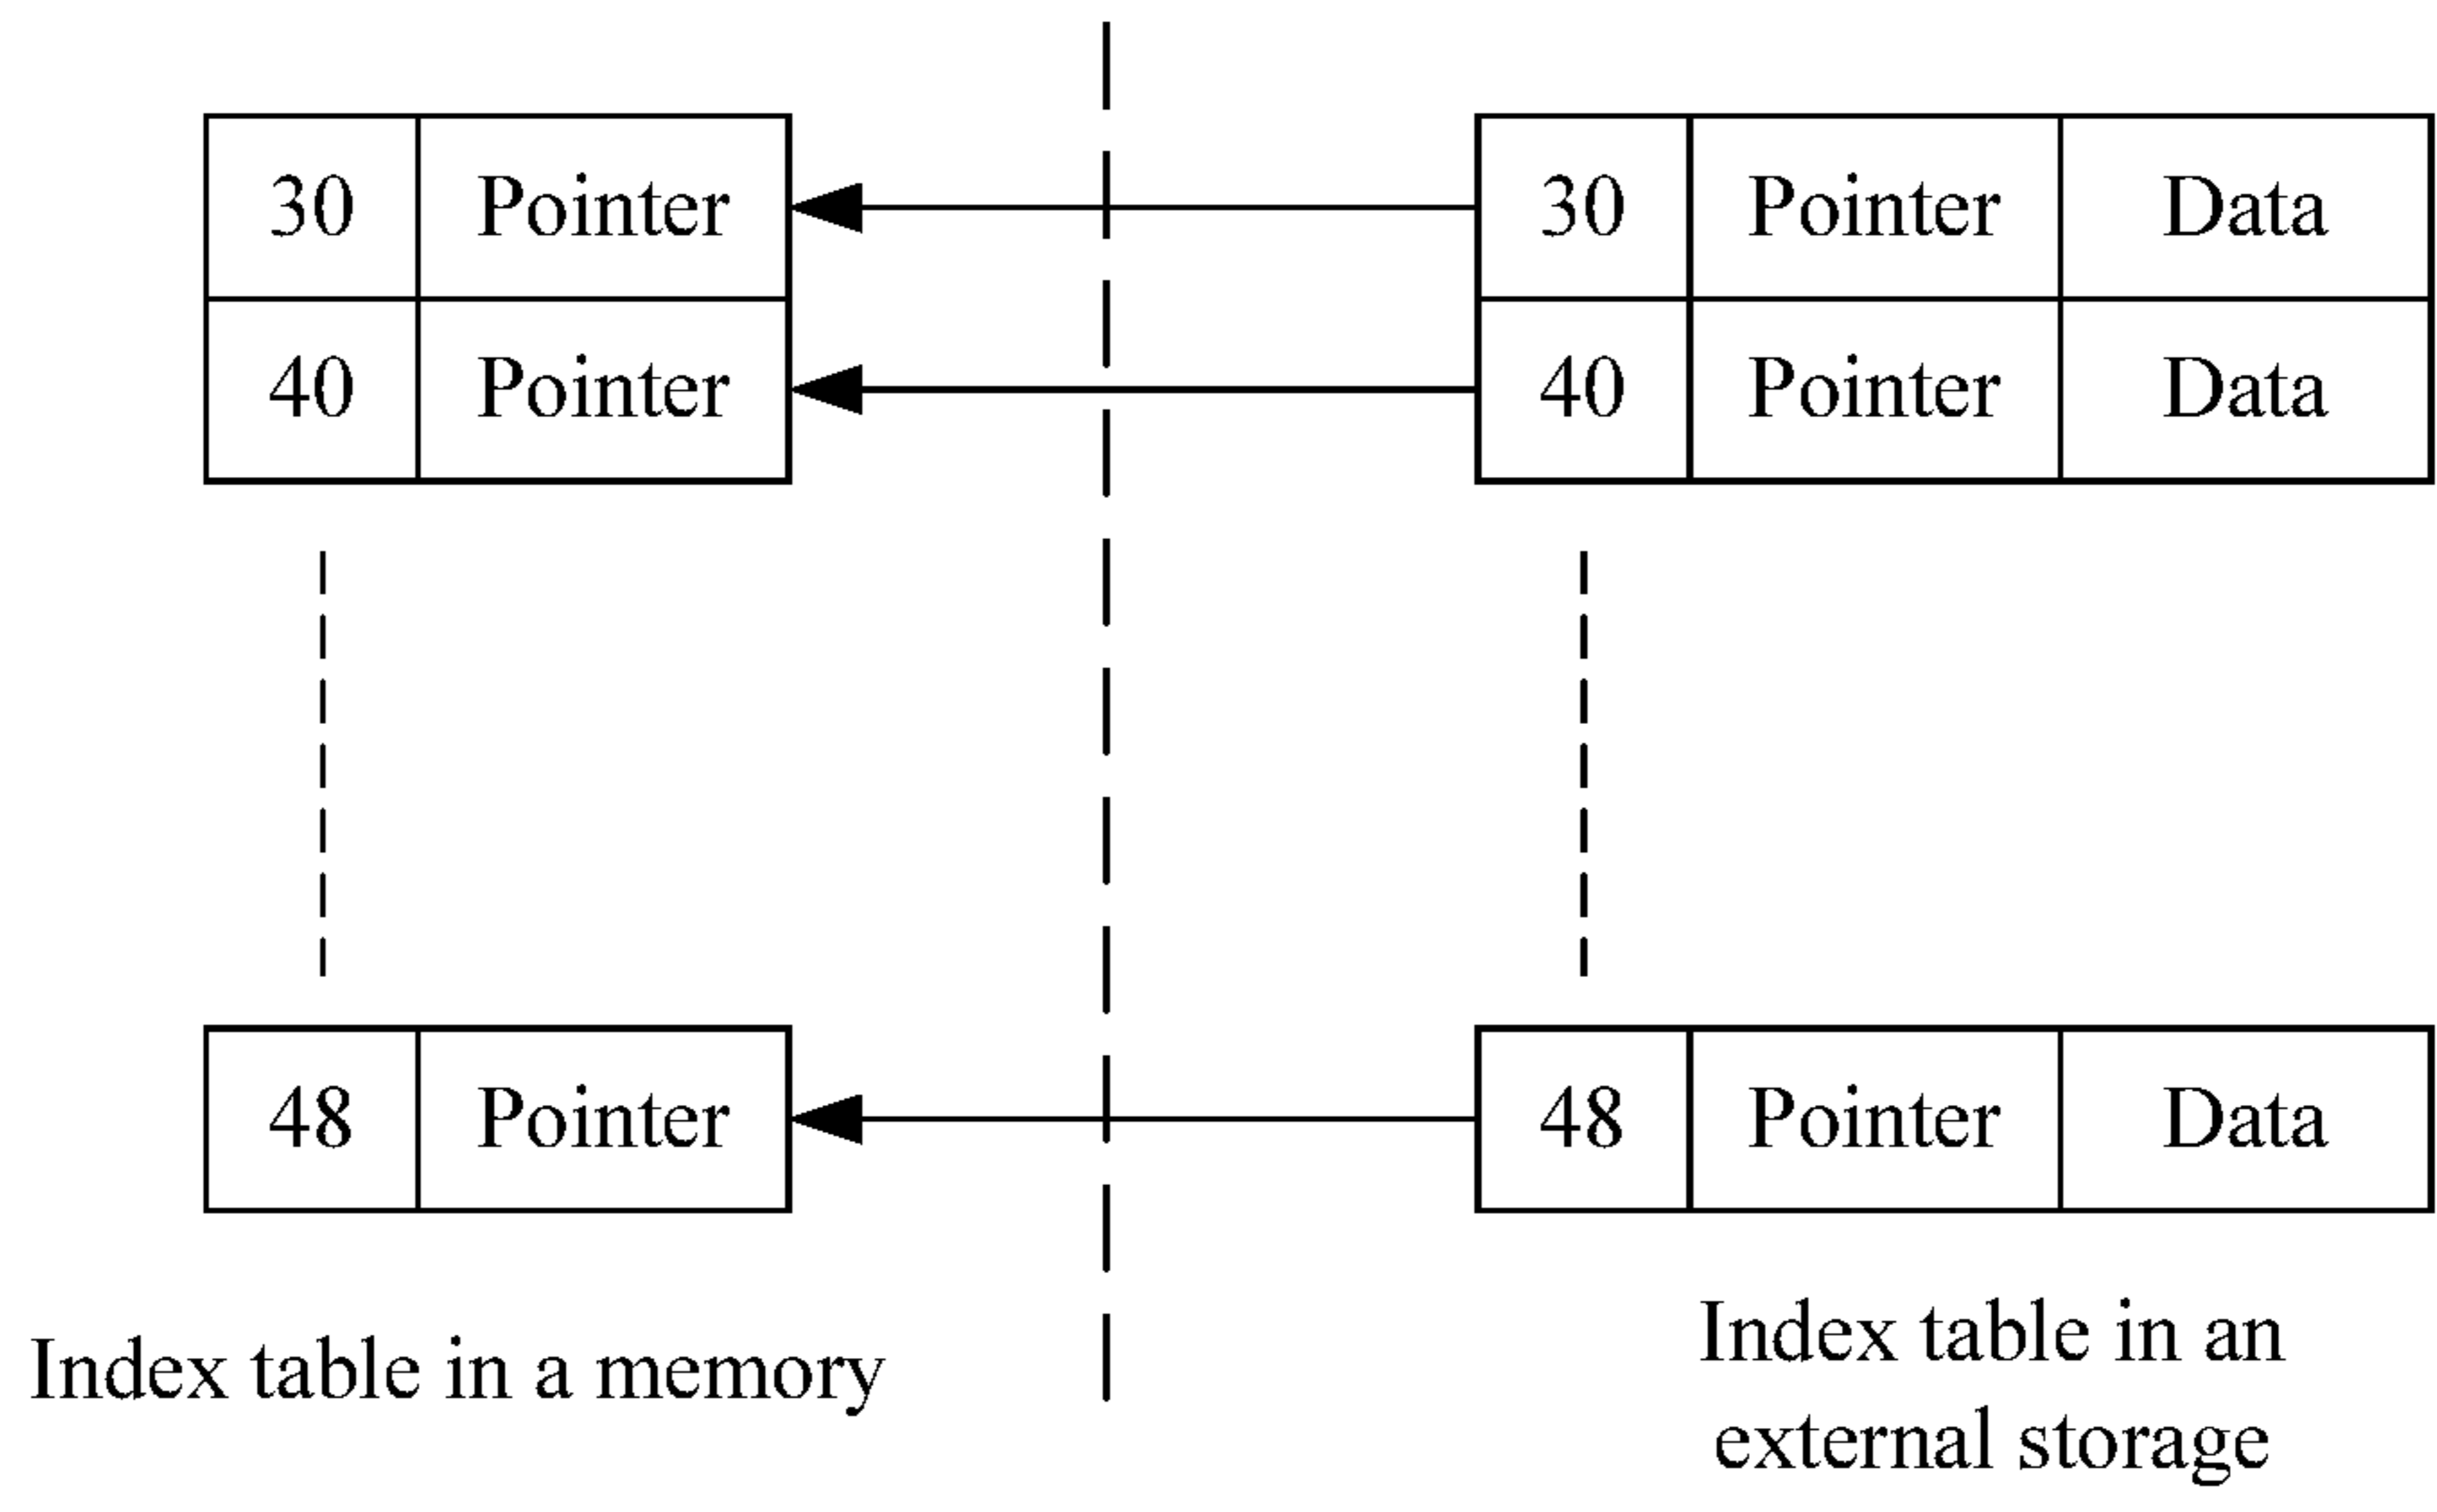 30 Pointer 30 Pointer Data
40 Pointer 40 Pointer Data
48 Pointer 48 Pointer Data
Index table in a memory
Index table in an
external storage